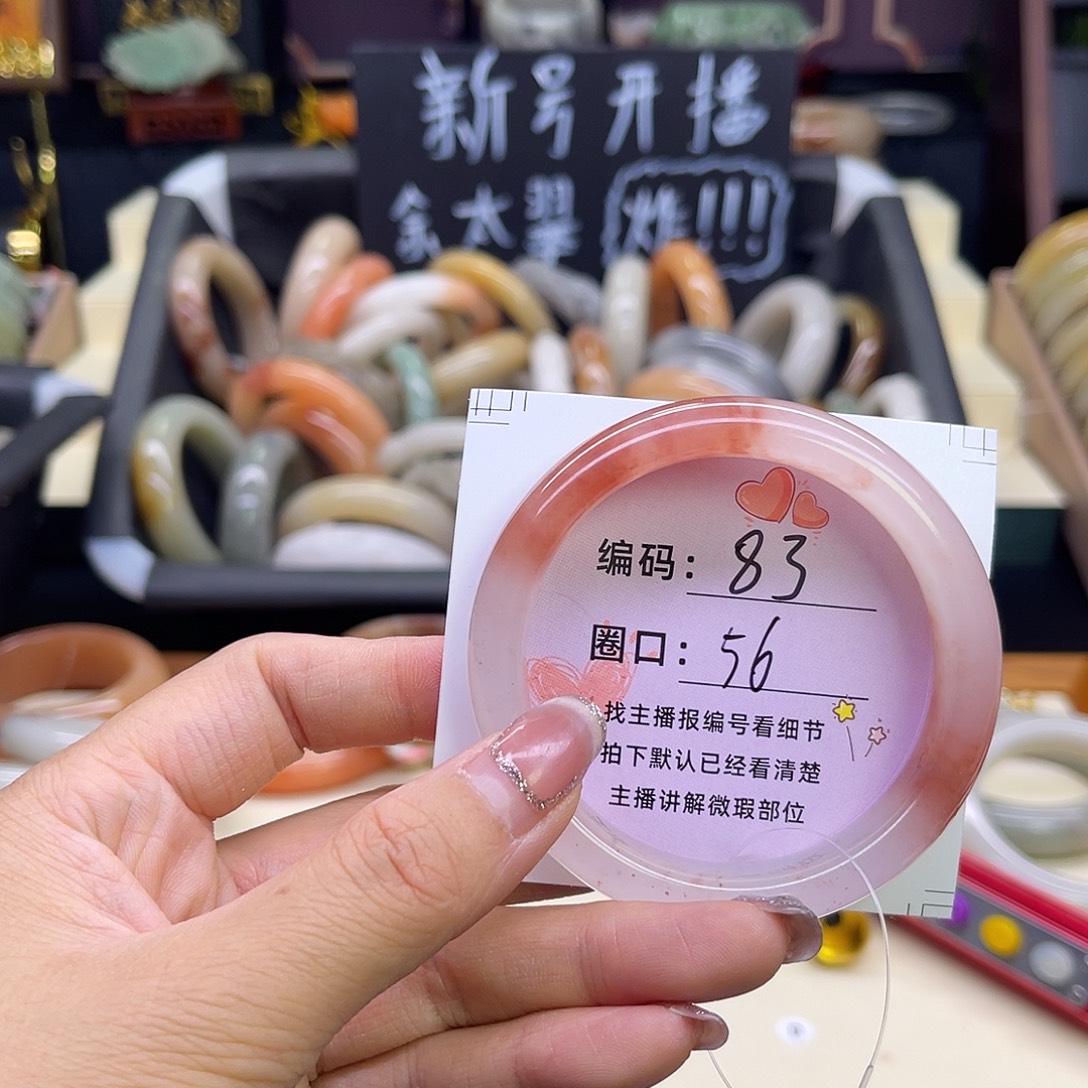 新号开播
金太翠 炸!!!
编码：83
圈口：56
找主播报编号看细节
拍下默认已经看清楚
主播讲解微瑕部位